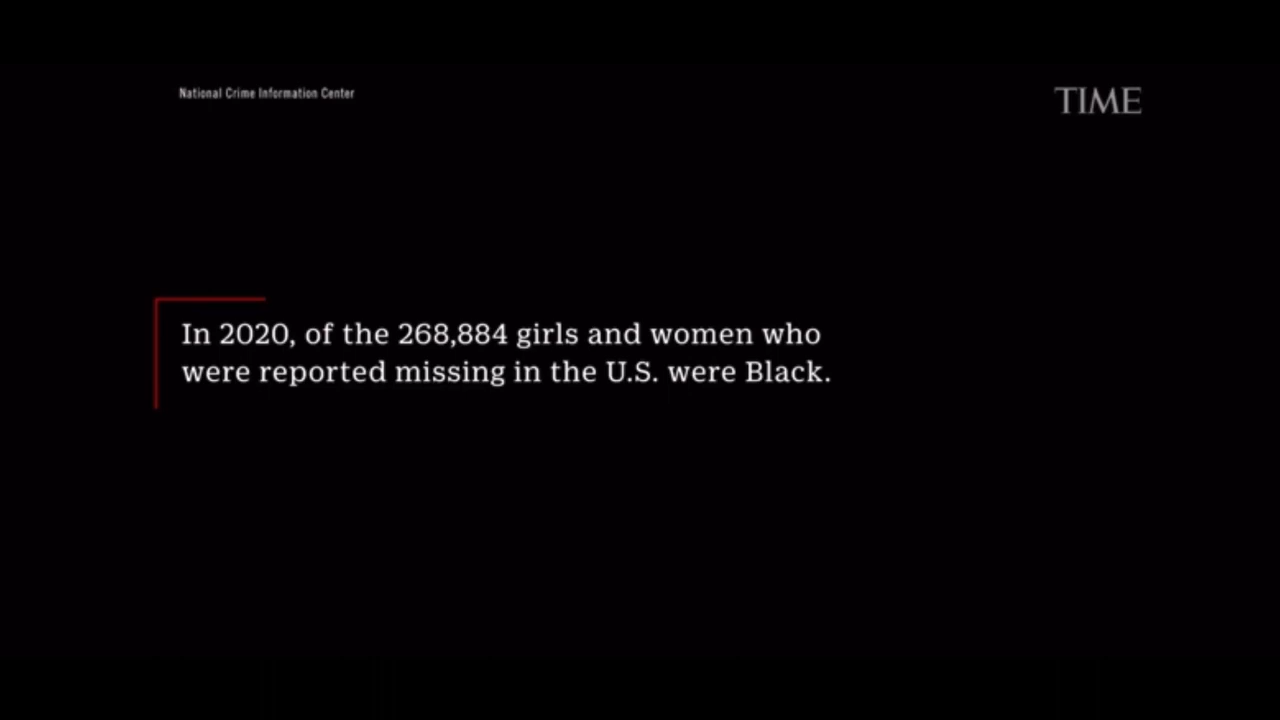 National Crime Information Center
TIME
In 2020, of the 268,884 girls and women who
were reported missing in the U.S. were Black.